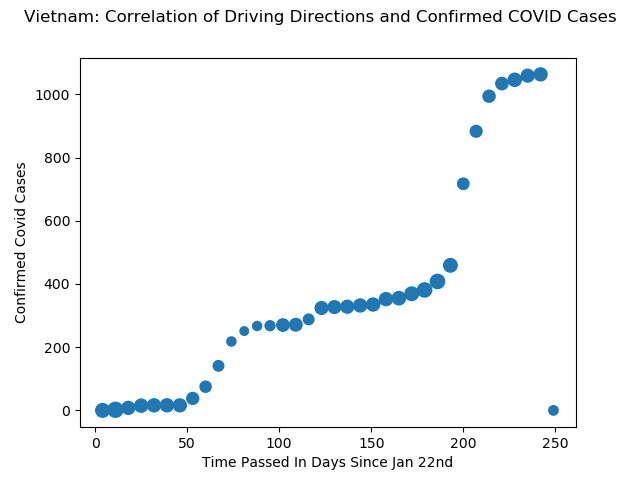 Vietnam: Correlation of Driving Directions and Confirmed COVID Cases
1000
800
600
400
200
0
Confirmed Covid Cases
0 50 100 150 200 250
Time Passed In Days Since Jan 22nd